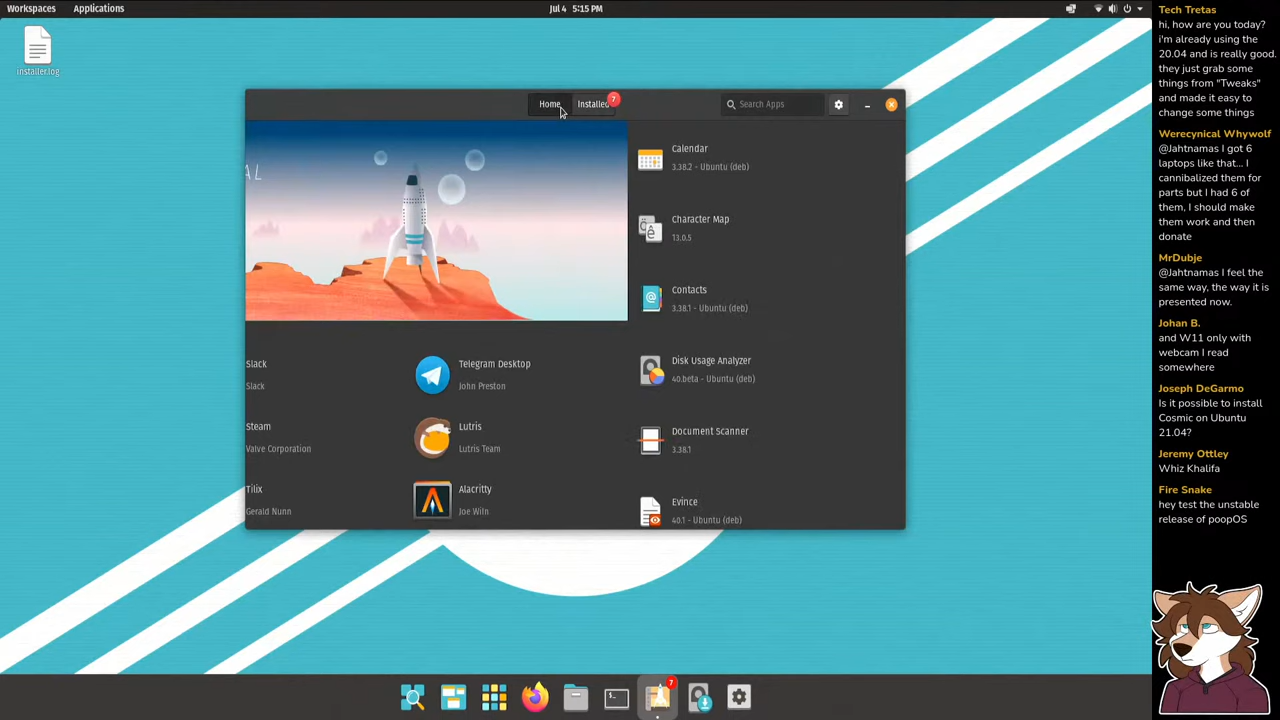 Workspaces
Applications
Jul 4 5:15 PM
installer.log
Home
Installed
7
Search Apps
AL
Calendar
3.38.2 - Ubuntu (deb)
Character Map
13.0.5
Contacts
3.38.1 - Ubuntu (deb)
Disk Usage Analyzer
40.beta - Ubuntu (deb)
Document Scanner
3.38.1
Evince
40.1 - Ubuntu (deb)
Slack
Slack
Telegram Desktop
John Preston
Steam
Valve Corporation
Lutris
Lutris Team
Tilix
Gerald Nunn
Alacritty
Joe Wiln
7
Tech Tretas
hi, how are you today?
i'm already using the
20.04 and is really good.
they just grab some
things from "Tweaks"
and made it easy to
change some things
Werecynical Whywolf
@Jahtnamas I got 6
laptops like that... I
cannibalized them for
parts but I had 6 of
them, I should make
them work and then
donate
MrDubje
@Jahtnamas I feel the
same way, the way it is
presented now.
Johan B.
and W11 only with
webcam I read
somewhere
Joseph DeGarmo
Is it possible to install
Cosmic on Ubuntu
21.04?
Jeremy Ottley
Whiz Khalifa
Fire Snake
hey test the unstable
release of poopOS